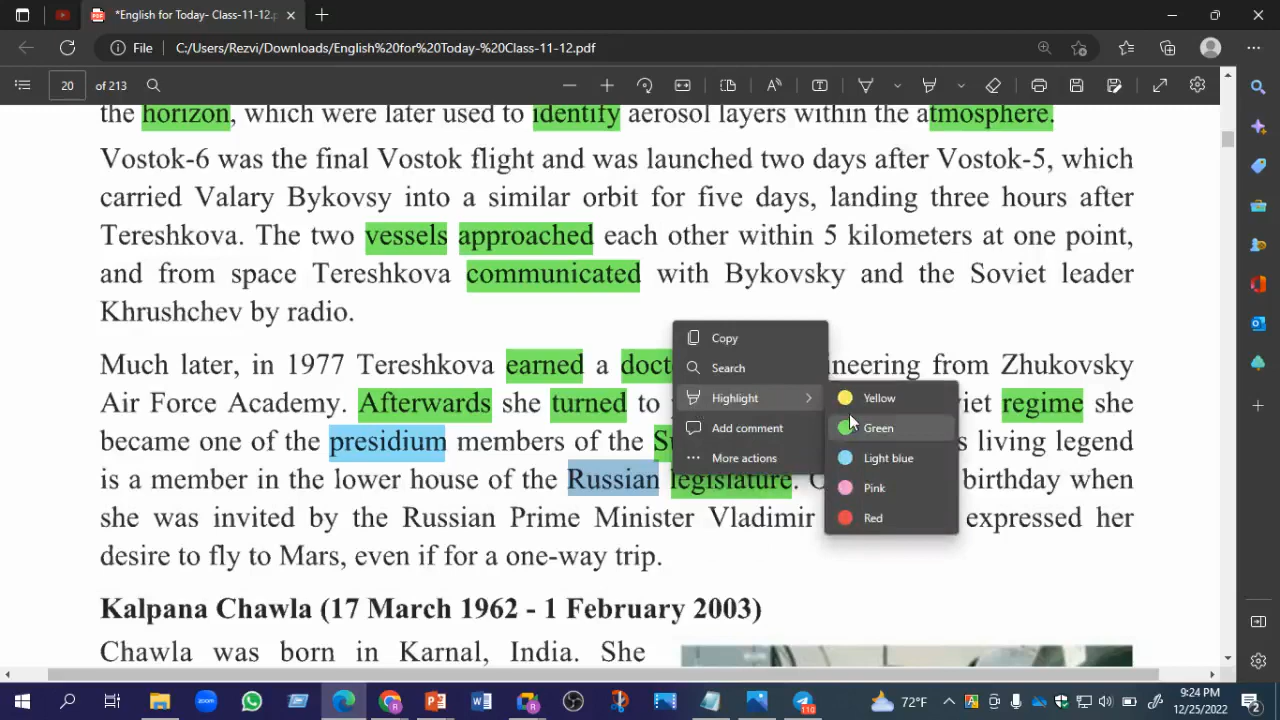 *English for Today- Class-11-12.p
File C:/Users/Rezvi/Downloads/English%20for%20Today-%20Class-11-12.pdf
20 of 213
the horizon, which were later used to identify aerosol layers within the atmosphere.
Vostok-6 was the final Vostok flight and was launched two days after Vostok-5, which
carried Valary Bykovsy into a similar orbit for five days, landing three hours after
Tereshkova. The two vessels approached each other within 5 kilometers at one point,
and from space Tereshkova communicated with Bykovsky and the Soviet leader
Khrushchev by radio.
Much later, in 1977 Tereshkova earned a doct ineering from Zhukovsky
Air Force Academy. Afterwards she turned to viet regime she
became one of the presidium members of the s living legend
is a member in the lower house of the Russian legislature. birthday when
she was invited by the Russian Prime Minister Vladimir expressed her
desire to fly to Mars, even if for a one-way trip.
Kalpana Chawla (17 March 1962 - 1 February 2003)
Chawla was born in Karnal, India. She
Copy
Search
Highlight
Add comment
More actions
Yellow
Green
Light blue
Pink
Red
zoom
110
72°F
9:24 PM
12/25/2022
2